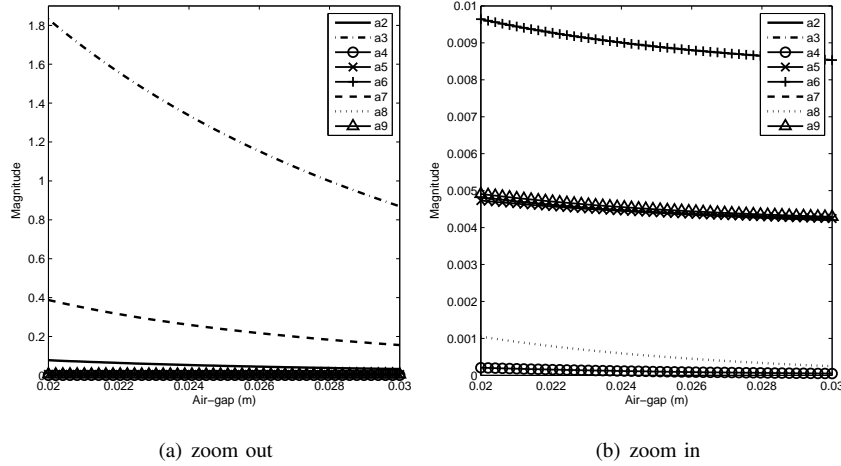 1.8
1.6
1.4
1.2
1
0.8
0.6
0.4
0.2
0
0.02
0.022
0.024
0.026
0.028
0.03
Magnitude
Air-gap (m)
a2
a3
a4
a5
a6
a7
a8
a9
(a) zoom out
0.01
0.009
0.008
0.007
0.006
0.005
0.004
0.003
0.002
0.001
0
0.02
0.022
0.024
0.026
0.028
0.03
Magnitude
Air-gap (m)
a2
a3
a4
a5
a6
a7
a8
a9
(b) zoom in